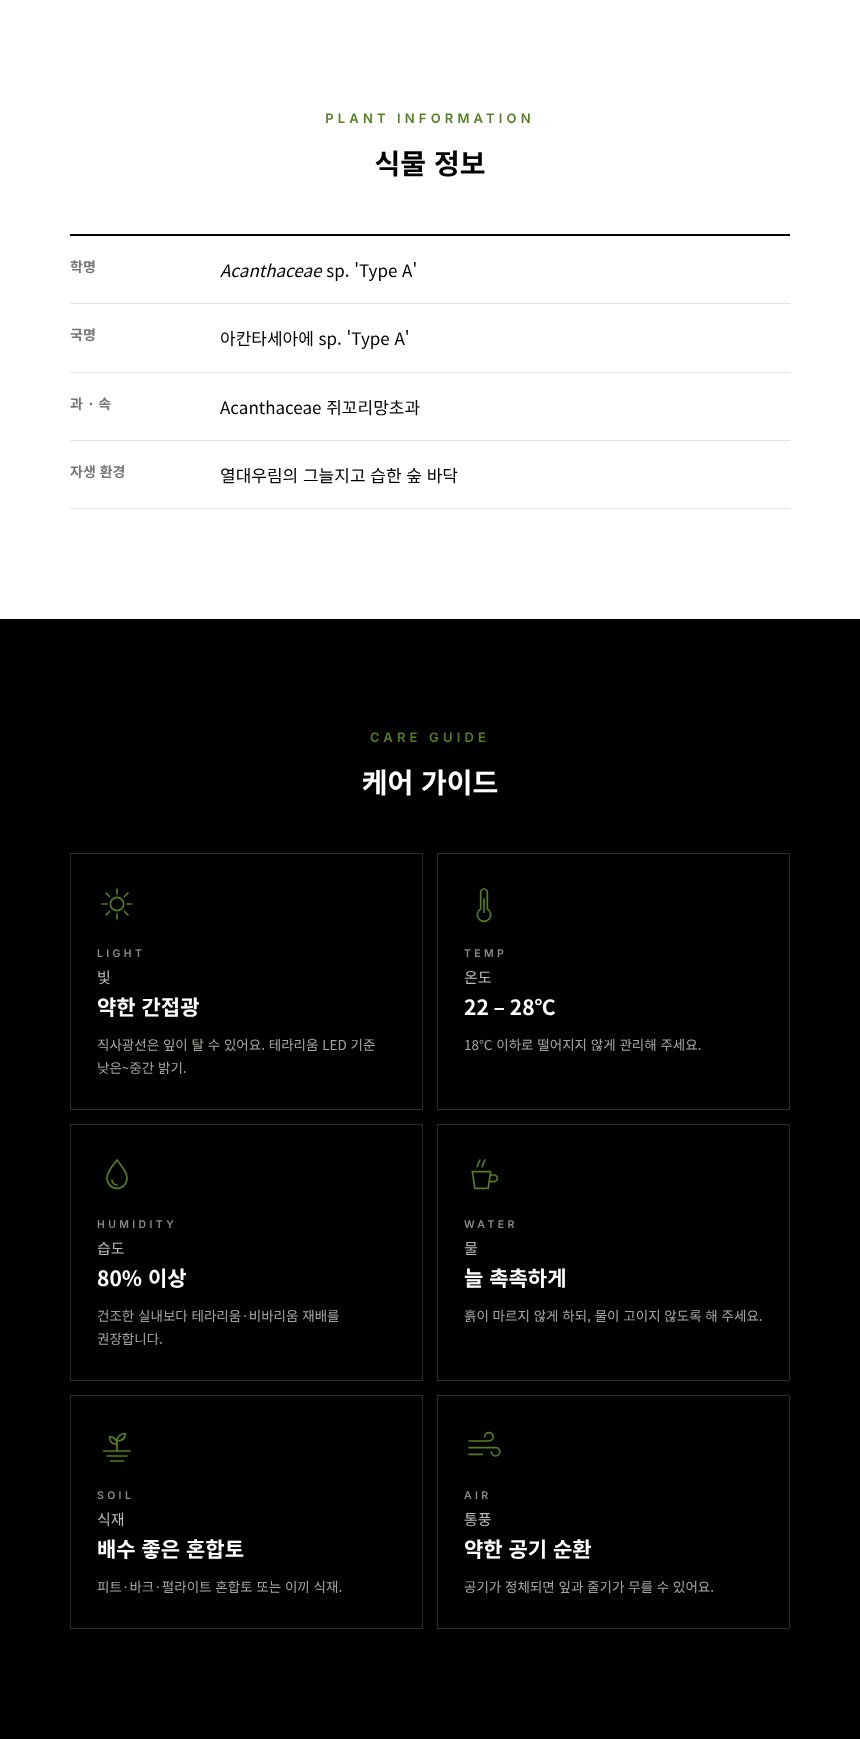 PLANT INFORMATION
식물 정보
학명
Acanthaceae sp. 'Type A'
국명
아칸타세아에 sp. 'Type A'
과 · 속
Acanthaceae 쥐꼬리망초과
자생 환경
열대우림의 그늘지고 습한 숲 바닥
CARE GUIDE
케어 가이드
LIGHT
빛
약한 간접광
직사광선은 잎이 탈 수 있어요. 테라리움 LED 기준
낮은~중간 밝기.
TEMP
온도
22 – 28℃
18℃ 이하로 떨어지지 않게 관리해 주세요.
HUMIDITY
습도
80% 이상
건조한 실내보다 테라리움·비바리움 재배를
권장합니다.
WATER
물
늘 촉촉하게
흙이 마르지 않게 하되, 물이 고이지 않도록 해 주세요.
SOIL
식재
배수 좋은 혼합토
피트·바크·펄라이트 혼합토 또는 이끼 식재.
AIR
통풍
약한 공기 순환
공기가 정체되면 잎과 줄기가 무를 수 있어요.